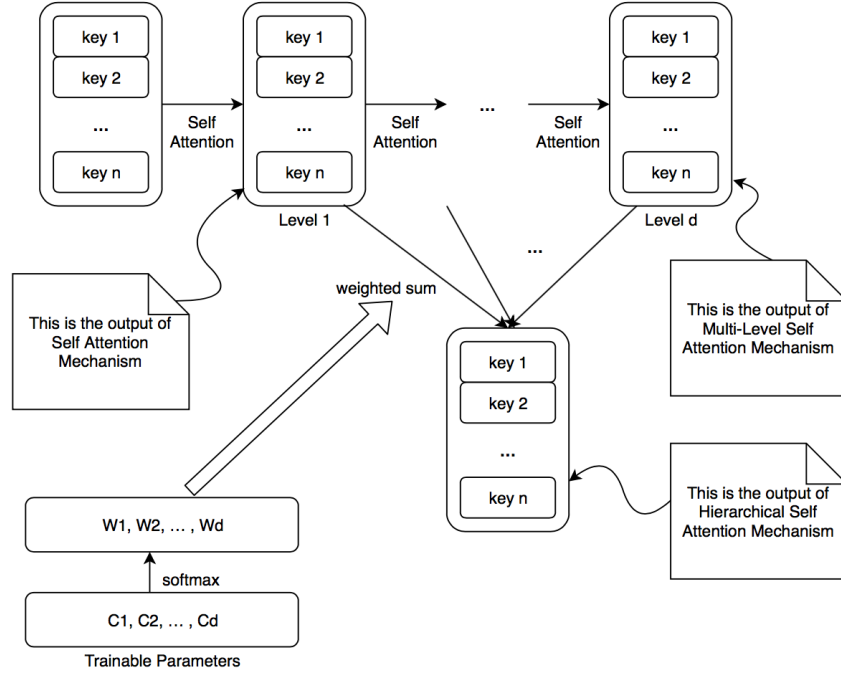 key 1
key 2
...
key n
Self
Attention
key 1
key 2
...
key n
Level 1
Self
Attention
...
Self
Attention
key 1
key 2
...
key n
Level d
...
weighted sum
This is the output of
Self Attention
Mechanism
This is the output of
Multi-Level Self
Attention Mechanism
key 1
key 2
...
key n
This is the output of
Hierarchical Self
Attention Mechanism
W1, W2, ... , Wd
softmax
C1, C2, ... , Cd
Trainable Parameters